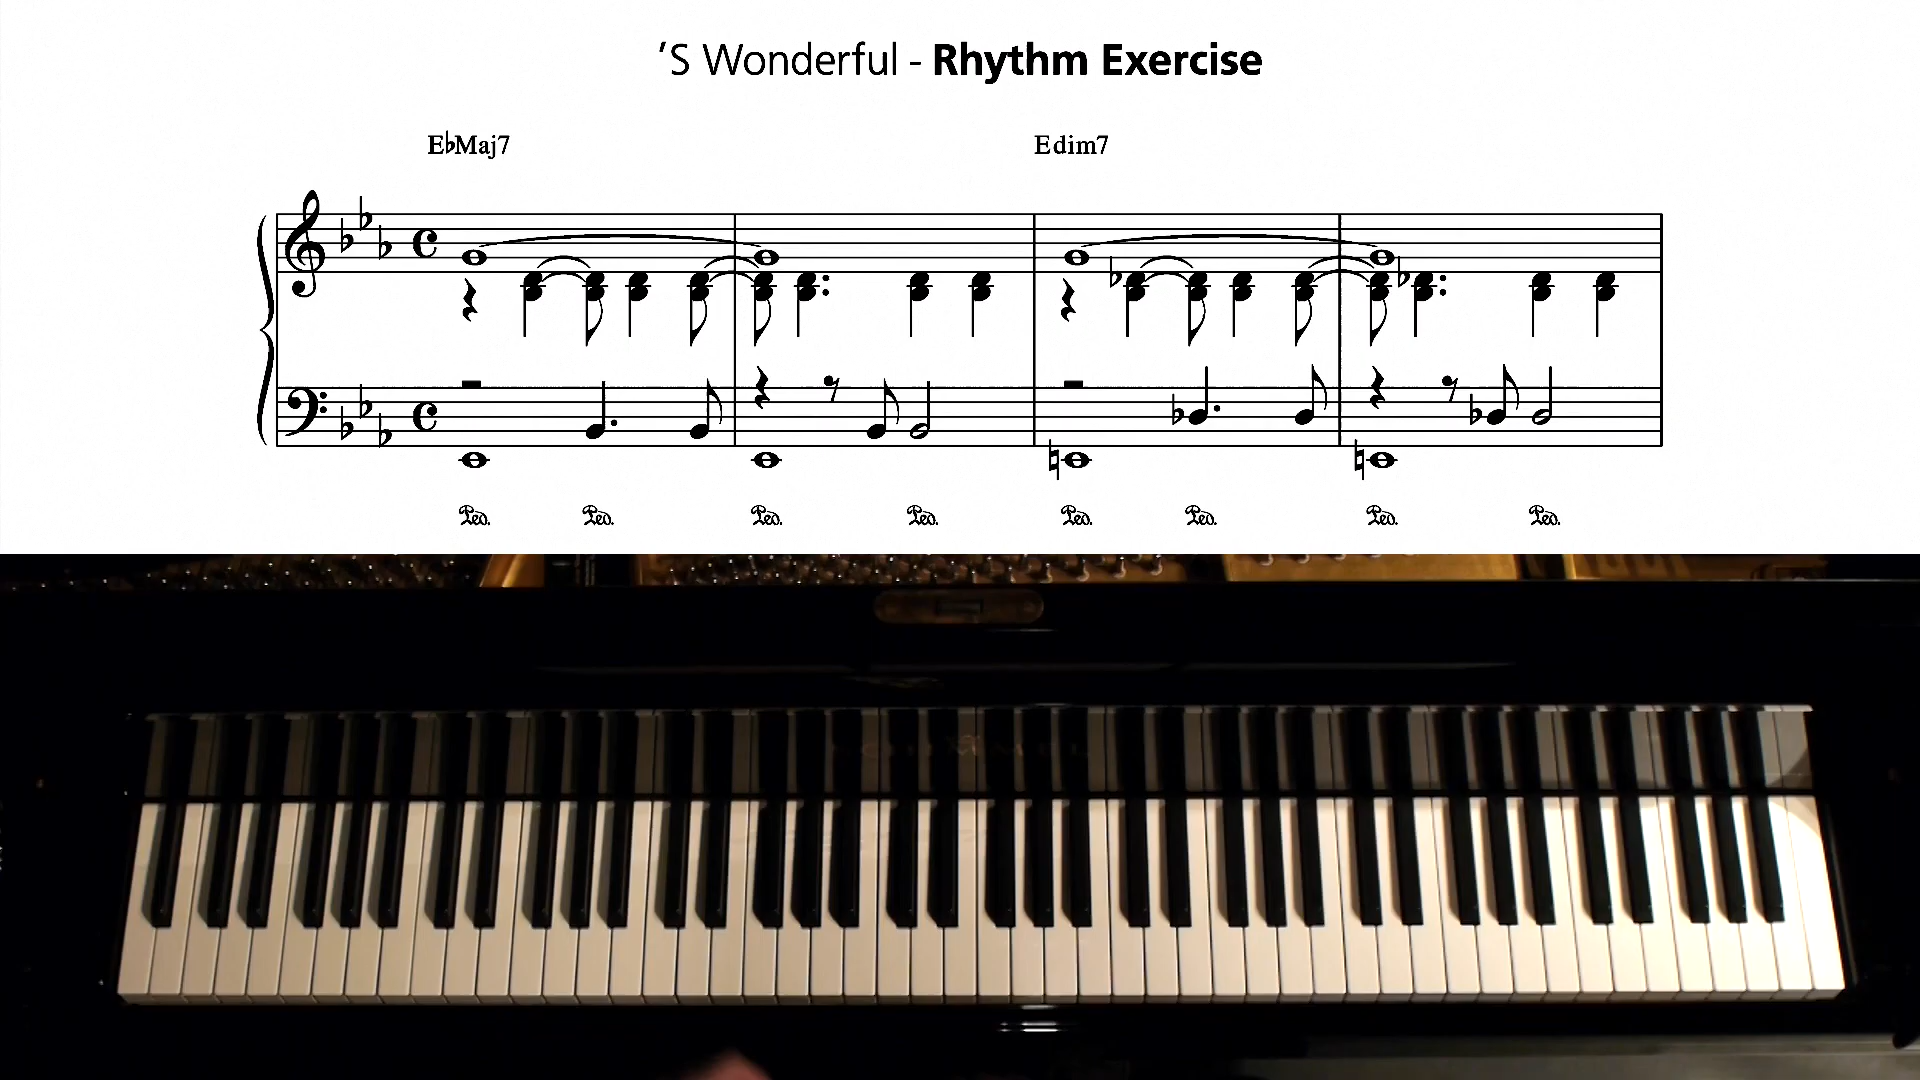 ’S Wonderful - Rhythm Exercise
E♭Maj7 Edim7
Ped. Ped. Ped. Ped. Ped. Ped. Ped. Ped.